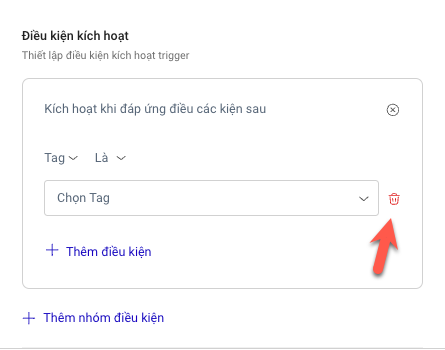 Điều kiện kích hoạt
Thiết lập điều kiện kích hoạt trigger
Kích hoạt khi đáp ứng điều các kiện sau
Tag Là
Chọn Tag
Thêm điều kiện
Thêm nhóm điều kiện